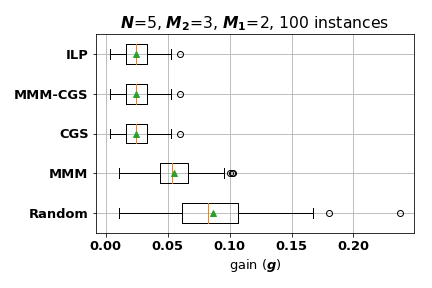 N=5, M₂=3, M₁=2, 100 instances
ILP
MMM-CGS
CGS
MMM
Random
0.00 0.05 0.10 0.15 0.20
gain (g)